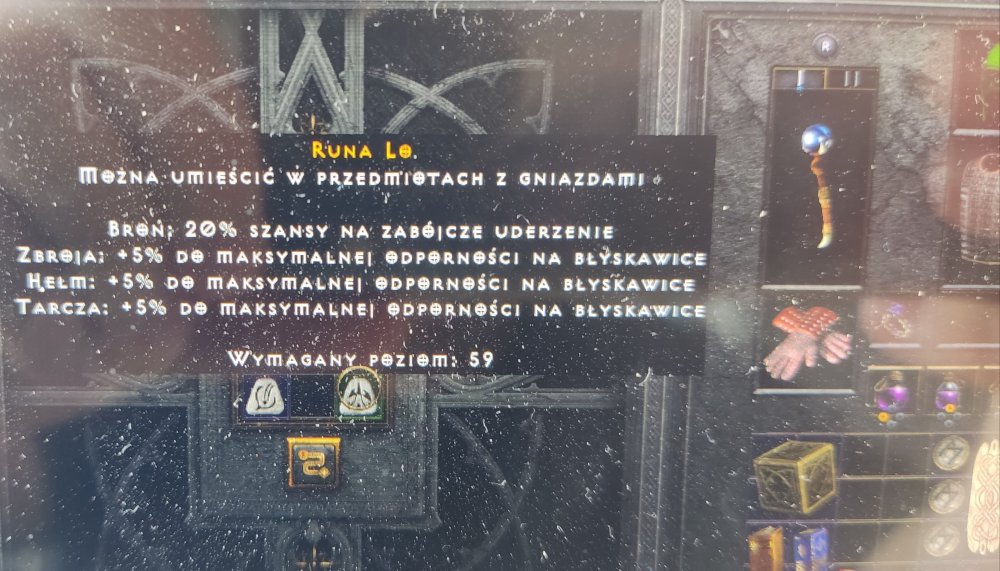 Runa Lo
Można umieścić w przedmiotach z gniazdami
Broń: 20% szansy na zabójcze uderzenie
Zbroja: +5% do maksymalnej odporności na błyskawice
Hełm: +5% do maksymalnej odporności na błyskawice
Tarcza: +5% do maksymalnej odporności na błyskawice
Wymagany poziom: 59
R
I II